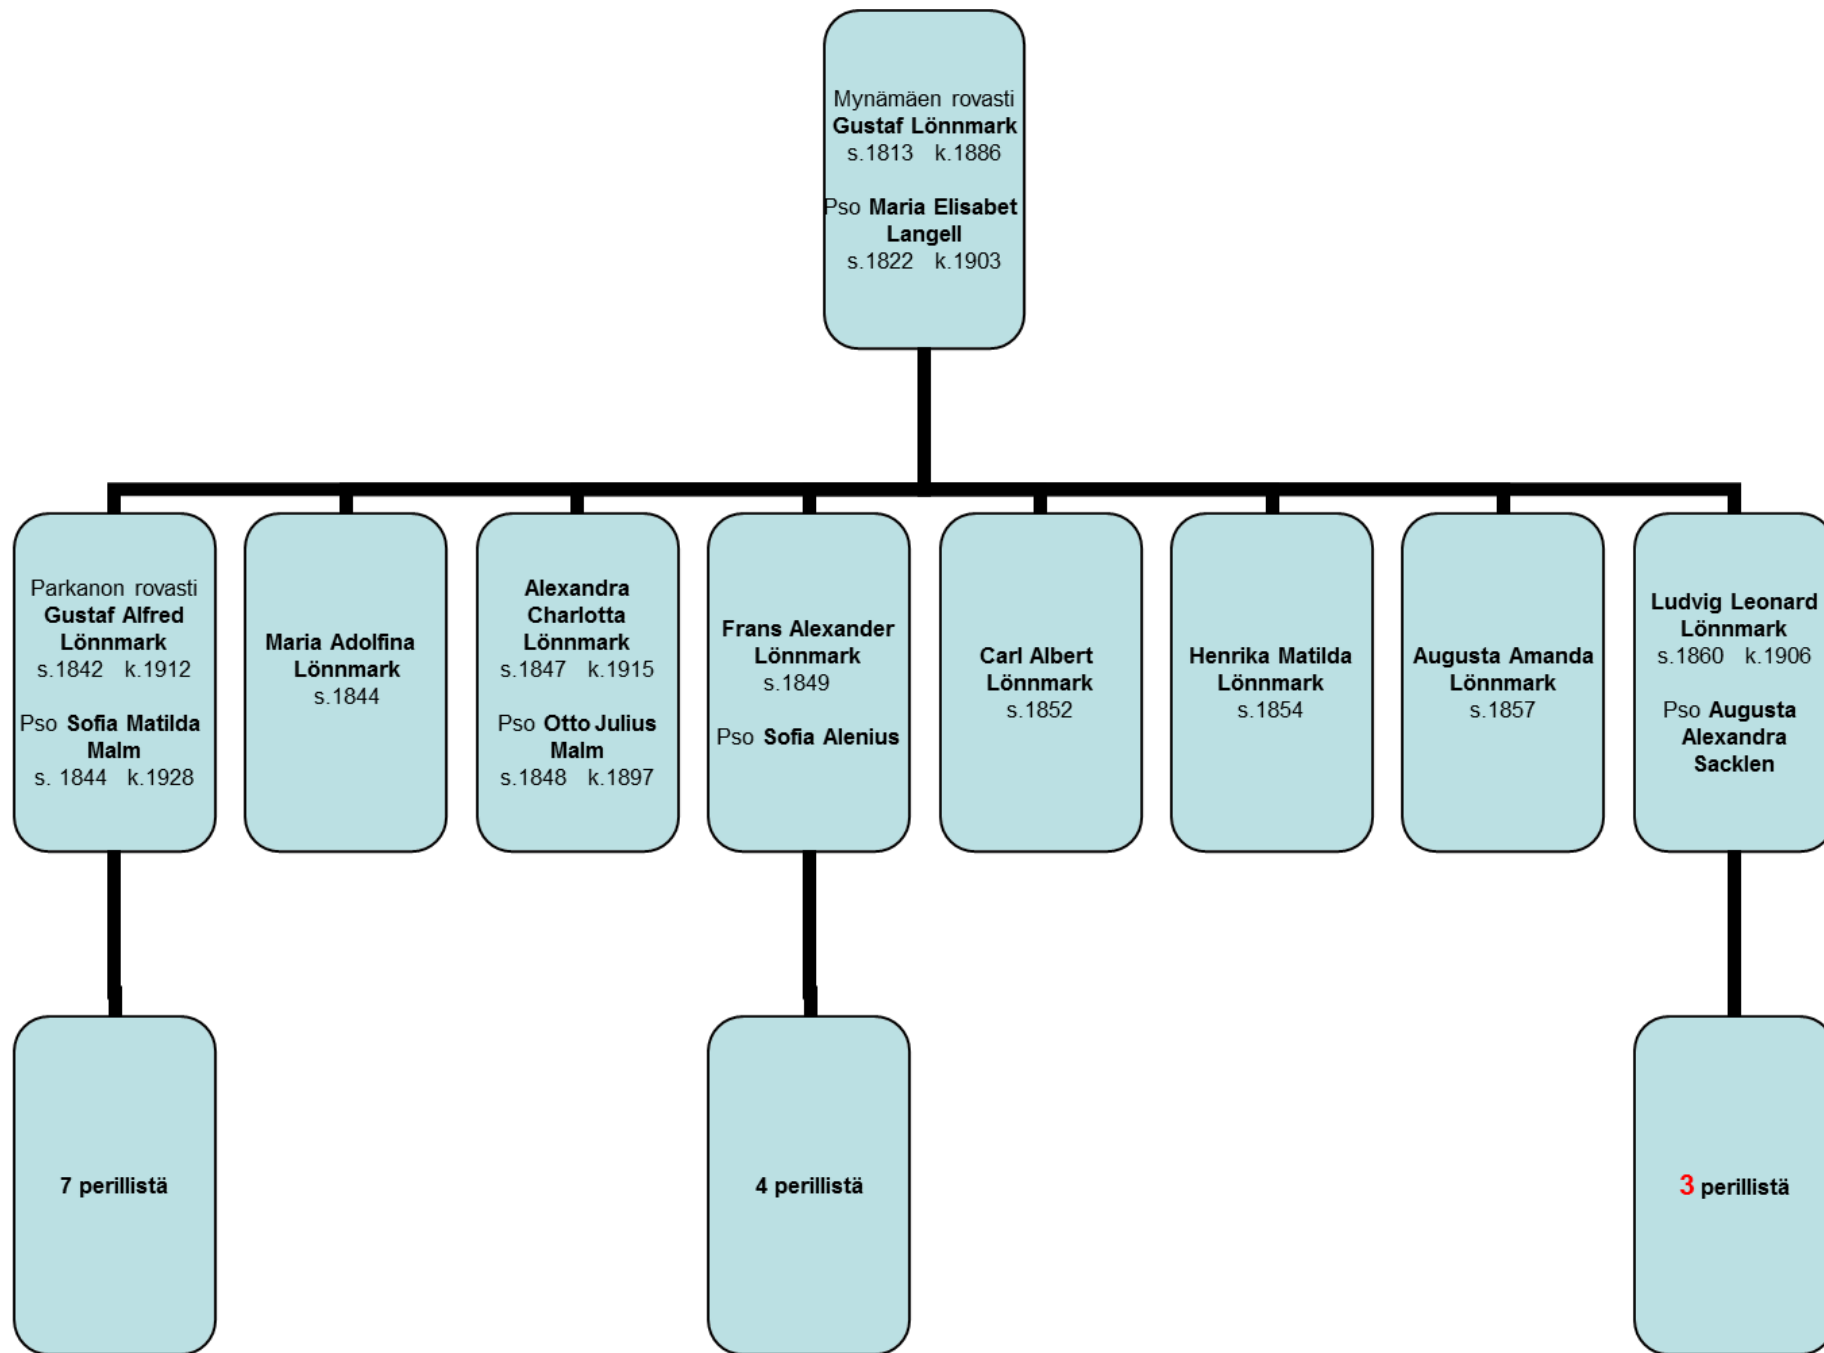 Mynämäen rovasti
Gustaf Lönnmark
s.1813 k.1886
Pso Maria Elisabet
Langell
s.1822 k.1903
Parkanon rovasti
Gustaf Alfred
Lönnmark
s.1842 k.1912
Pso Sofia Matilda
Malm
s. 1844 k.1928
Maria Adolfina
Lönnmark
s.1844
Alexandra
Charlotta
Lönnmark
s.1847 k.1915
Pso Otto Julius
Malm
s.1848 k.1897
Frans Alexander
Lönnmark
s.1849
Pso Sofia Alenius
Carl Albert
Lönnmark
s.1852
Henrika Matilda
Lönnmark
s.1854
Augusta Amanda
Lönnmark
s.1857
Ludvig Leonard
Lönnmark
s.1860 k.1906
Pso Augusta
Alexandra
Sacklen
7 perillistä
4 perillistä
3 perillistä